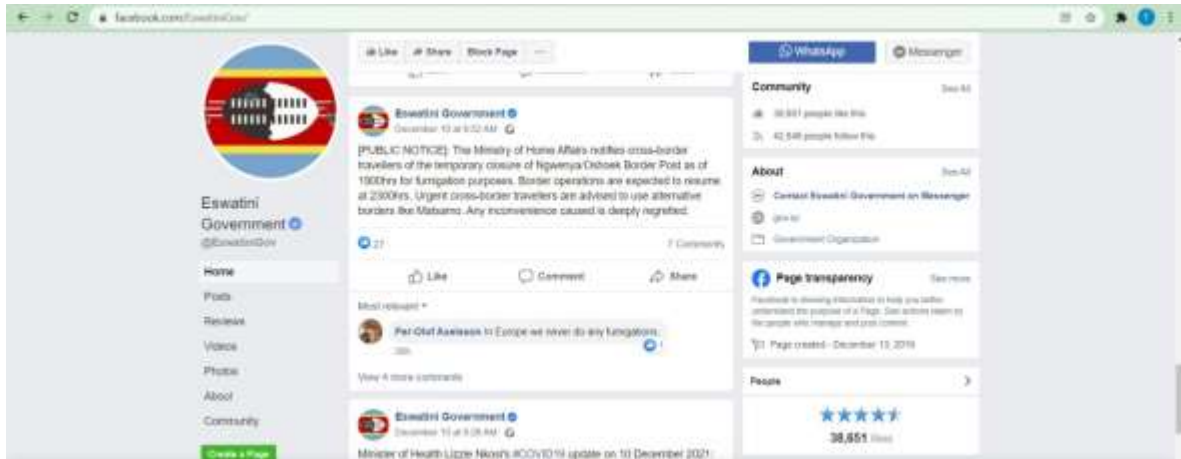 facebook.com/EswatiniGov/
Like Share Block Page ...
WhatsApp
Messenger
Eswatini Government
December 10 at 9:52 AM
[PUBLIC NOTICE]: The Ministry of Home Affairs notifies cross-border
travellers of the temporary closure of Ngwenya/Oshoek Border Post as of
1900hrs for fumigation purposes. Border operations are expected to resume
at 2300hrs. Urgent cross-border travellers are advised to use alternative
borders like Matsamo. Any inconvenience caused is deeply regretted.
27
7 Comments
Like Comment Share
Most relevant
Per-Olof Axelsson In Europe we never do any fumigations.
1
View 4 more comments
Eswatini Government
December 10 at 9:28 AM
Minister of Health Lizzie Nkosi's #COVID19 update on 10 December 2021:
Eswatini
Government
@EswatiniGov
Home
Posts
Reviews
Videos
Photos
About
Community
Create a Page
Community See All
people like this
people follow this
About See All
Contact Eswatini Government on Messenger
gov.sz
Government Organization
Page transparency See more
Facebook is showing information to help you better
understand the purpose of a Page. See actions taken by
the people who manage and post content.
Page created - December 13, 2016
People
38,651 likes